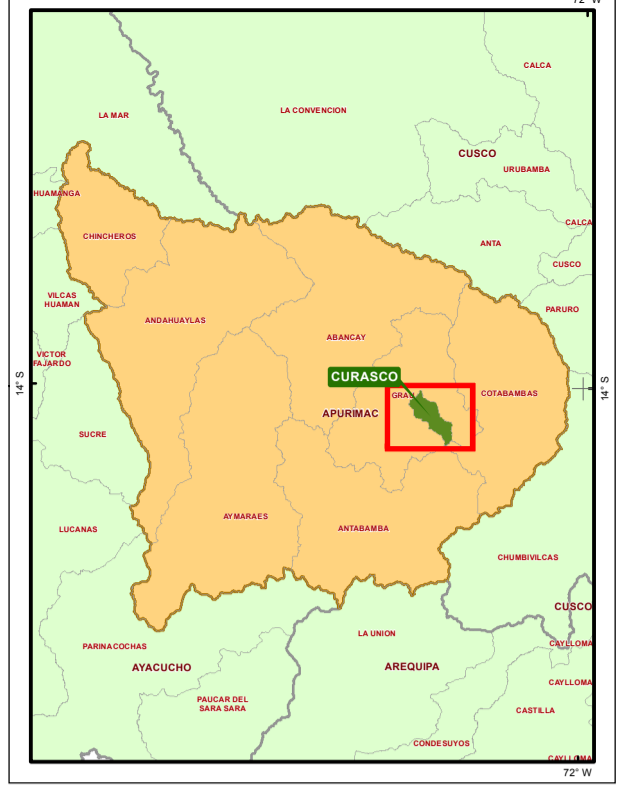 72° W
CALCA
LA MAR
LA CONVENCION
CUSCO
URUBAMBA
HUAMANGA
CALCA
CHINCHEROS
ANTA
CUSCO
VILCAS
HUAMAN
PARURO
ANDAHUAYLAS
ABANCAY
VICTOR
FAJARDO
CURASCO
14° S
14° S
GRAU
COTABAMBAS
APURIMAC
SUCRE
AYMARAES
ANTABAMBA
LUCANAS
CHUMBIVILCAS
CUSCO
LA UNION
CAYLLOMA
PARINACOCHAS
AYACUCHO
AREQUIPA
CAYLLOMA
PAUCAR DEL
SARA SARA
CASTILLA
CONDESUYOS
CAYLLOMA
72° W